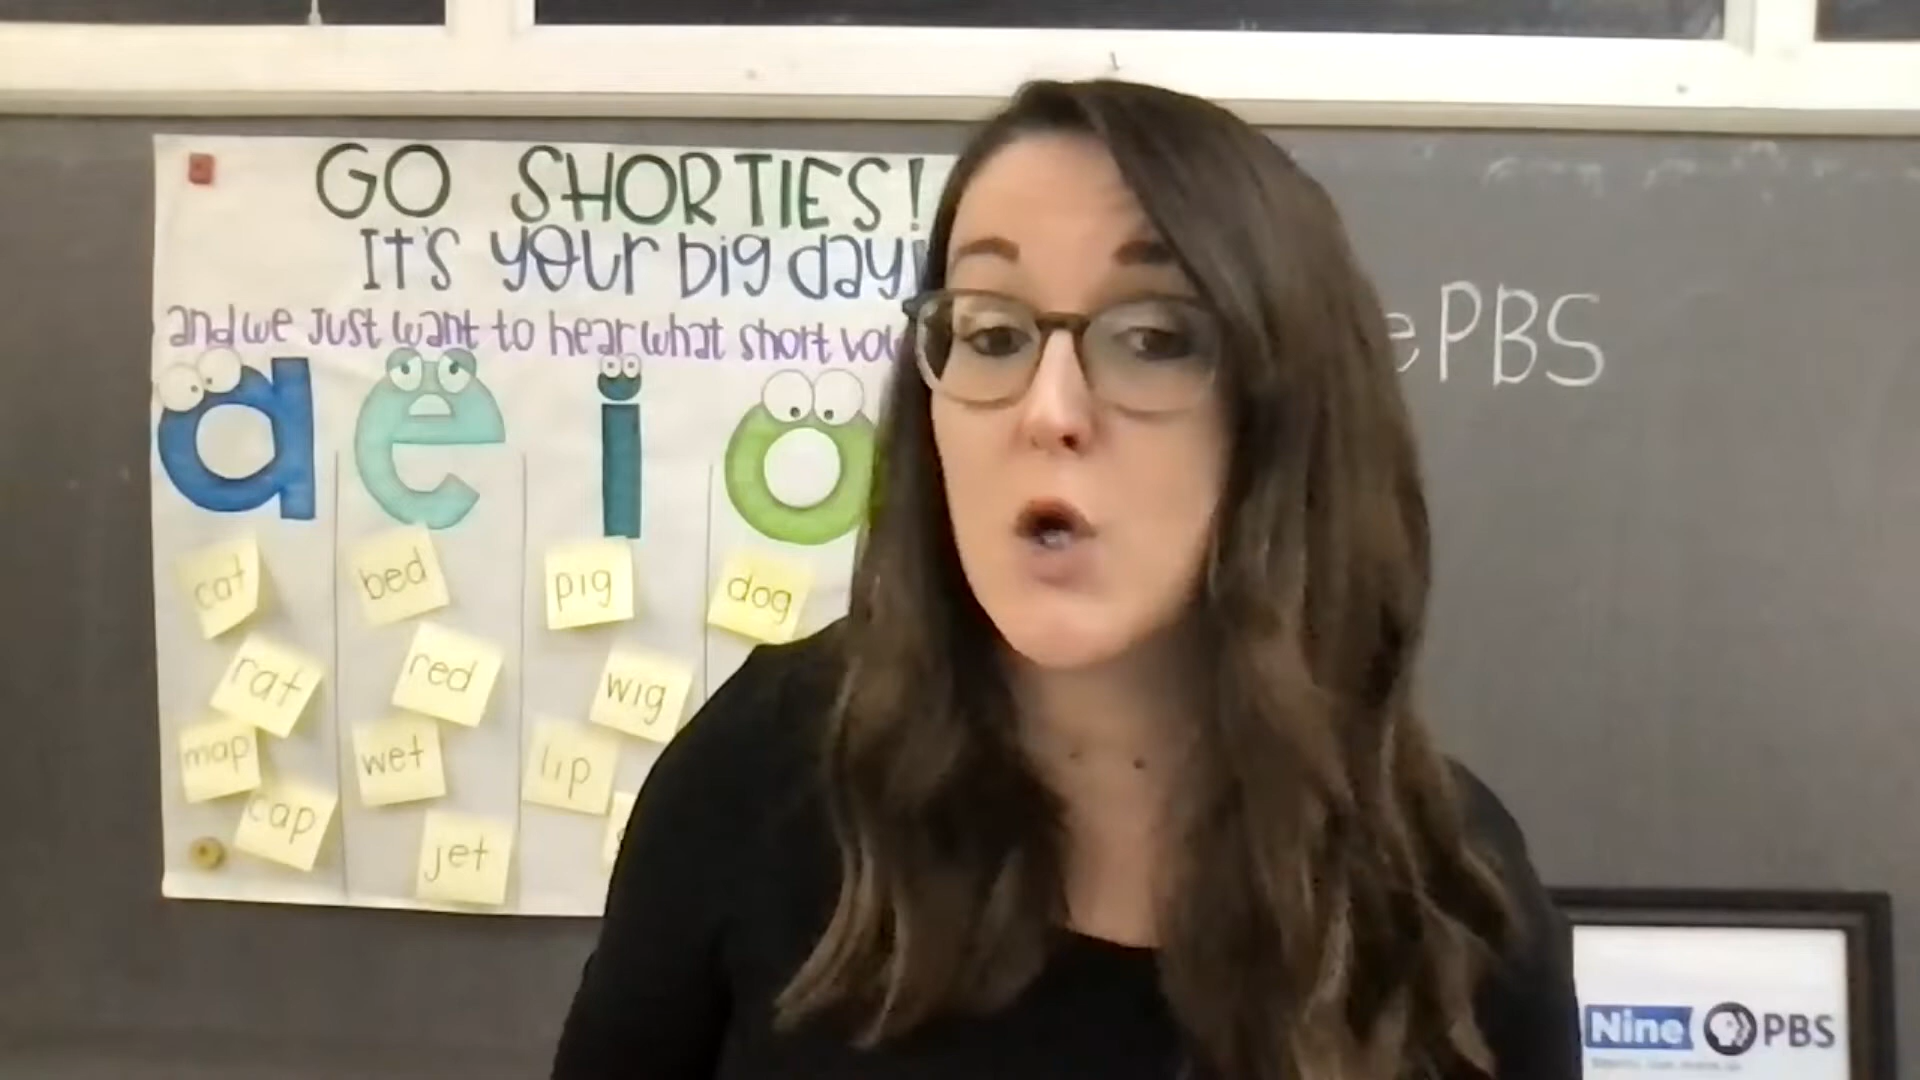 GO SHORTIES!
It's your big day!
and we just want to hear what short
a e i o
cat bed pig dog
rat red wig
map wet lip
cap jet
PBS
Nine PBS